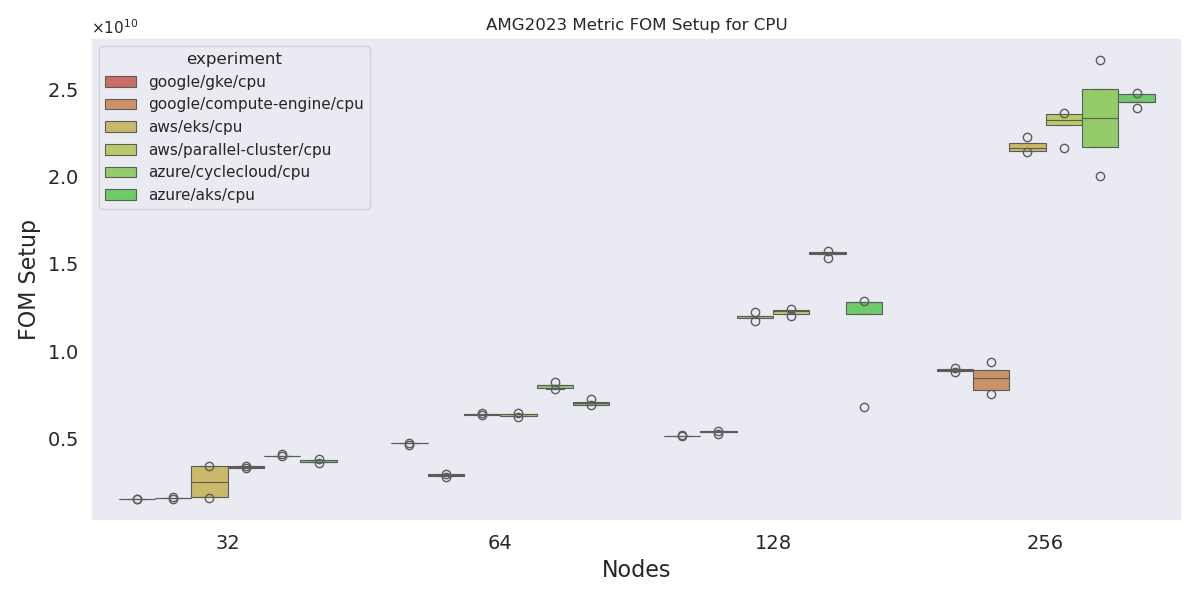 ×10¹⁰
AMG2023 Metric FOM Setup for CPU
experiment
google/gke/cpu
google/compute-engine/cpu
aws/eks/cpu
aws/parallel-cluster/cpu
azure/cyclecloud/cpu
azure/aks/cpu
FOM Setup
2.5
2.0
1.5
1.0
0.5
32 64 128 256
Nodes